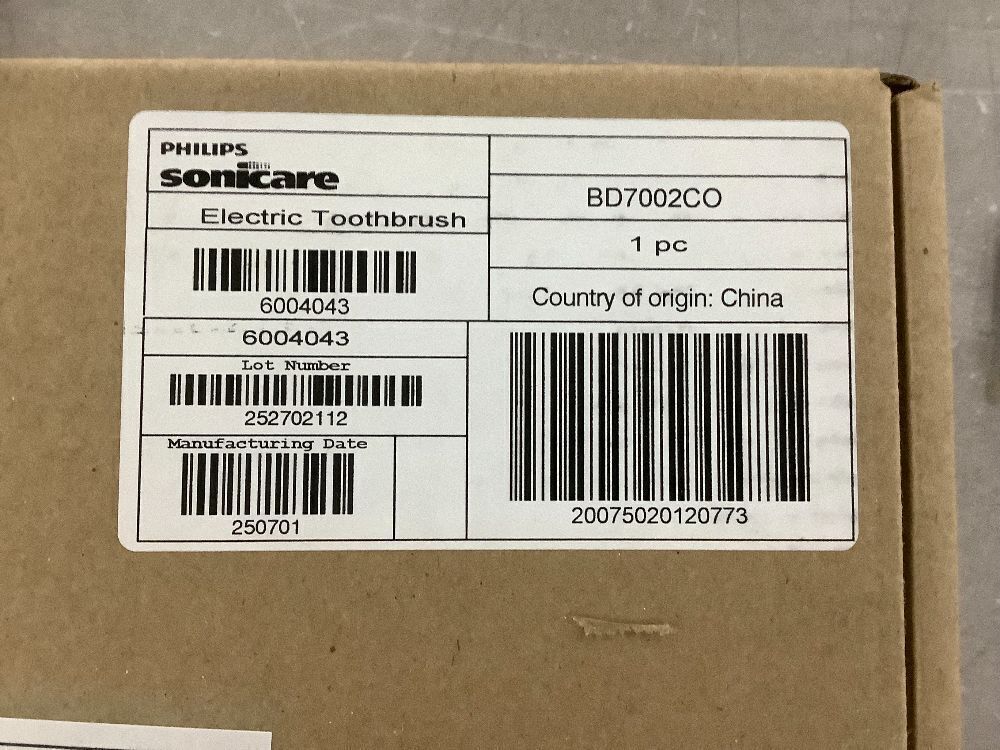 PHILIPS
sonicare
Electric Toothbrush
6004043
6004043
Lot Number
252702112
Manufacturing Date
250701
BD7002CO
1 pc
Country of origin: China
20075020120773